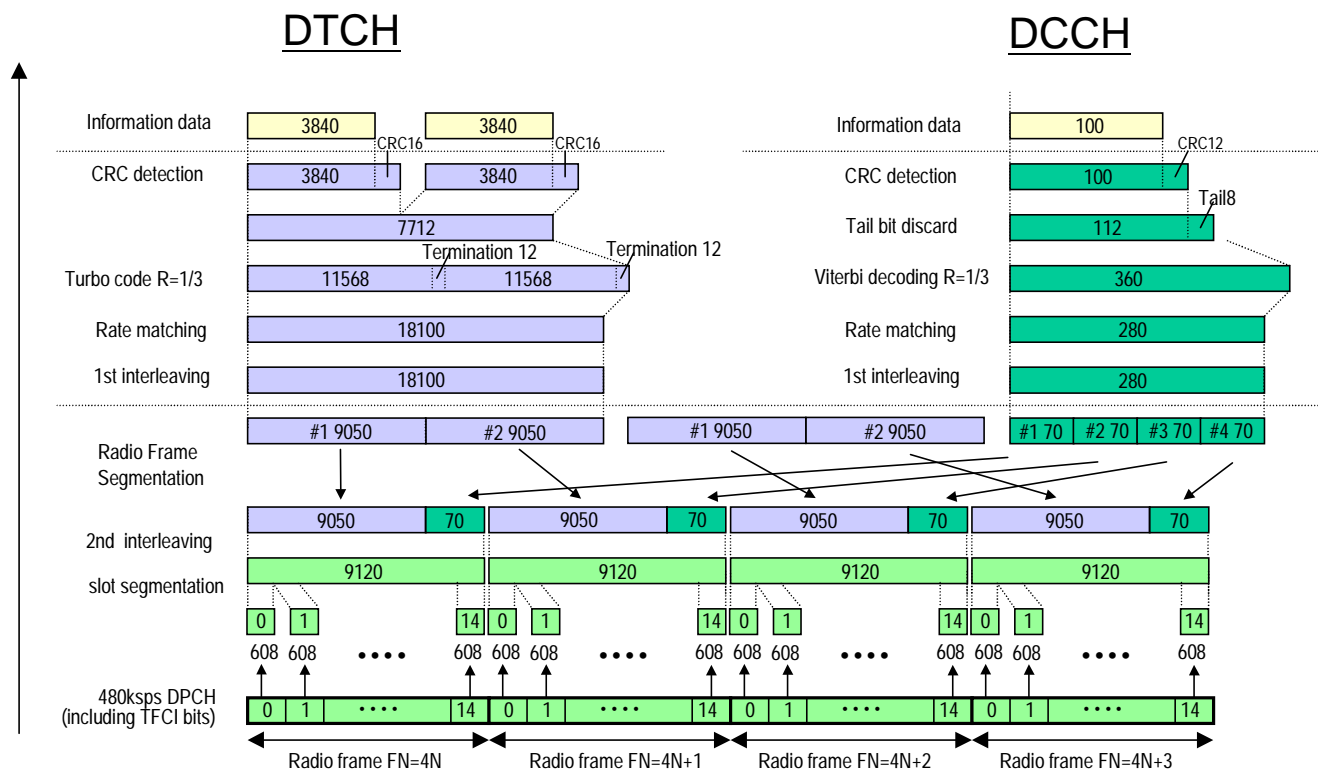 DTCH DCCH
Information data 3840 3840 Information data 100
CRC16 CRC16 CRC12
CRC detection 3840 3840 CRC detection 100
Tail8
7712 Tail bit discard 112
Termination 12 Termination 12
Turbo code R=1/3 11568 11568 Viterbi decoding R=1/3 360
Rate matching 18100 Rate matching 280
1st interleaving 18100 1st interleaving 280
#1 9050 #2 9050 #1 9050 #2 9050 #1 70 #2 70 #3 70 #4 70
Radio Frame
Segmentation
9050 70 9050 70 9050 70 9050 70
2nd interleaving
9120 9120 9120 9120
slot segmentation
0 1 14 0 1 14 0 1 14 0 1 14
608 608 •••• 608 608 608 •••• 608 608 608 •••• 608 608 608 •••• 608
480ksps DPCH
(including TFCI bits)
0 1 •••• 14 0 1 •••• 14 0 1 •••• 14 0 1 •••• 14
Radio frame FN=4N Radio frame FN=4N+1 Radio frame FN=4N+2 Radio frame FN=4N+3